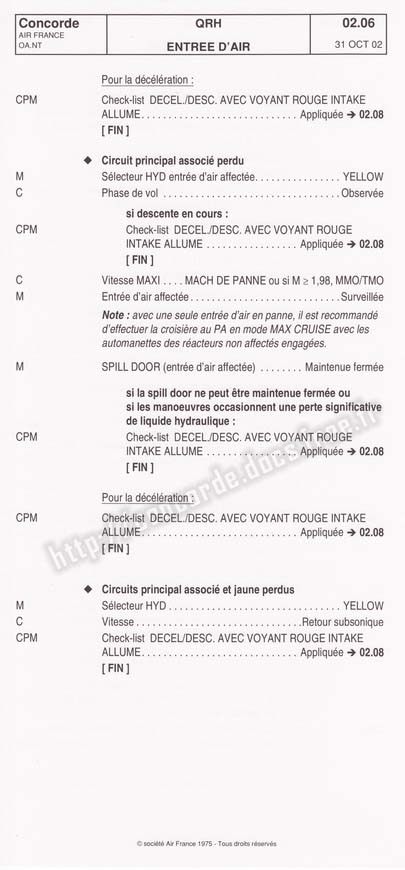 Concorde QRH 02.06
AIR FRANCE
OA.NT ENTREE D'AIR 31 OCT 02
Pour la décélération :
CPM Check-list DECEL./DESC. AVEC VOYANT ROUGE INTAKE
ALLUME............................ Appliquée ➔ 02.08
[ FIN ]
◆ Circuit principal associé perdu
M Sélecteur HYD entrée d'air affectée................ YELLOW
C Phase de vol ................................ Observée
si descente en cours :
CPM Check-list DECEL./DESC. AVEC VOYANT ROUGE
INTAKE ALLUME ................. Appliquée ➔ 02.08
[ FIN ]
C Vitesse MAXI .... MACH DE PANNE ou si M ≥ 1,98, MMO/TMO
M Entrée d'air affectée........................... Surveillée
Note : avec une seule entrée d'air en panne, il est recommandé
d'effectuer la croisière au PA en mode MAX CRUISE avec les
automanettes des réacteurs non affectés engagées.
M SPILL DOOR (entrée d'air affectée) ........ Maintenue fermée
si la spill door ne peut être maintenue fermée ou
si les manoeuvres occasionnent une perte significative
de liquide hydraulique :
CPM Check-list DECEL./DESC. AVEC VOYANT ROUGE
INTAKE ALLUME ................. Appliquée ➔ 02.08
[ FIN ]
Pour la décélération :
CPM Check-list DECEL./DESC. AVEC VOYANT ROUGE INTAKE
ALLUME............................ Appliquée ➔ 02.08
[ FIN ]
◆ Circuits principal associé et jaune perdus
M Sélecteur HYD ............................... YELLOW
C Vitesse .............................. Retour subsonique
CPM Check-list DECEL/DESC. AVEC VOYANT ROUGE INTAKE
ALLUME............................ Appliquée ➔ 02.08
[ FIN ]
© société Air France 1975 - Tous droits réservés